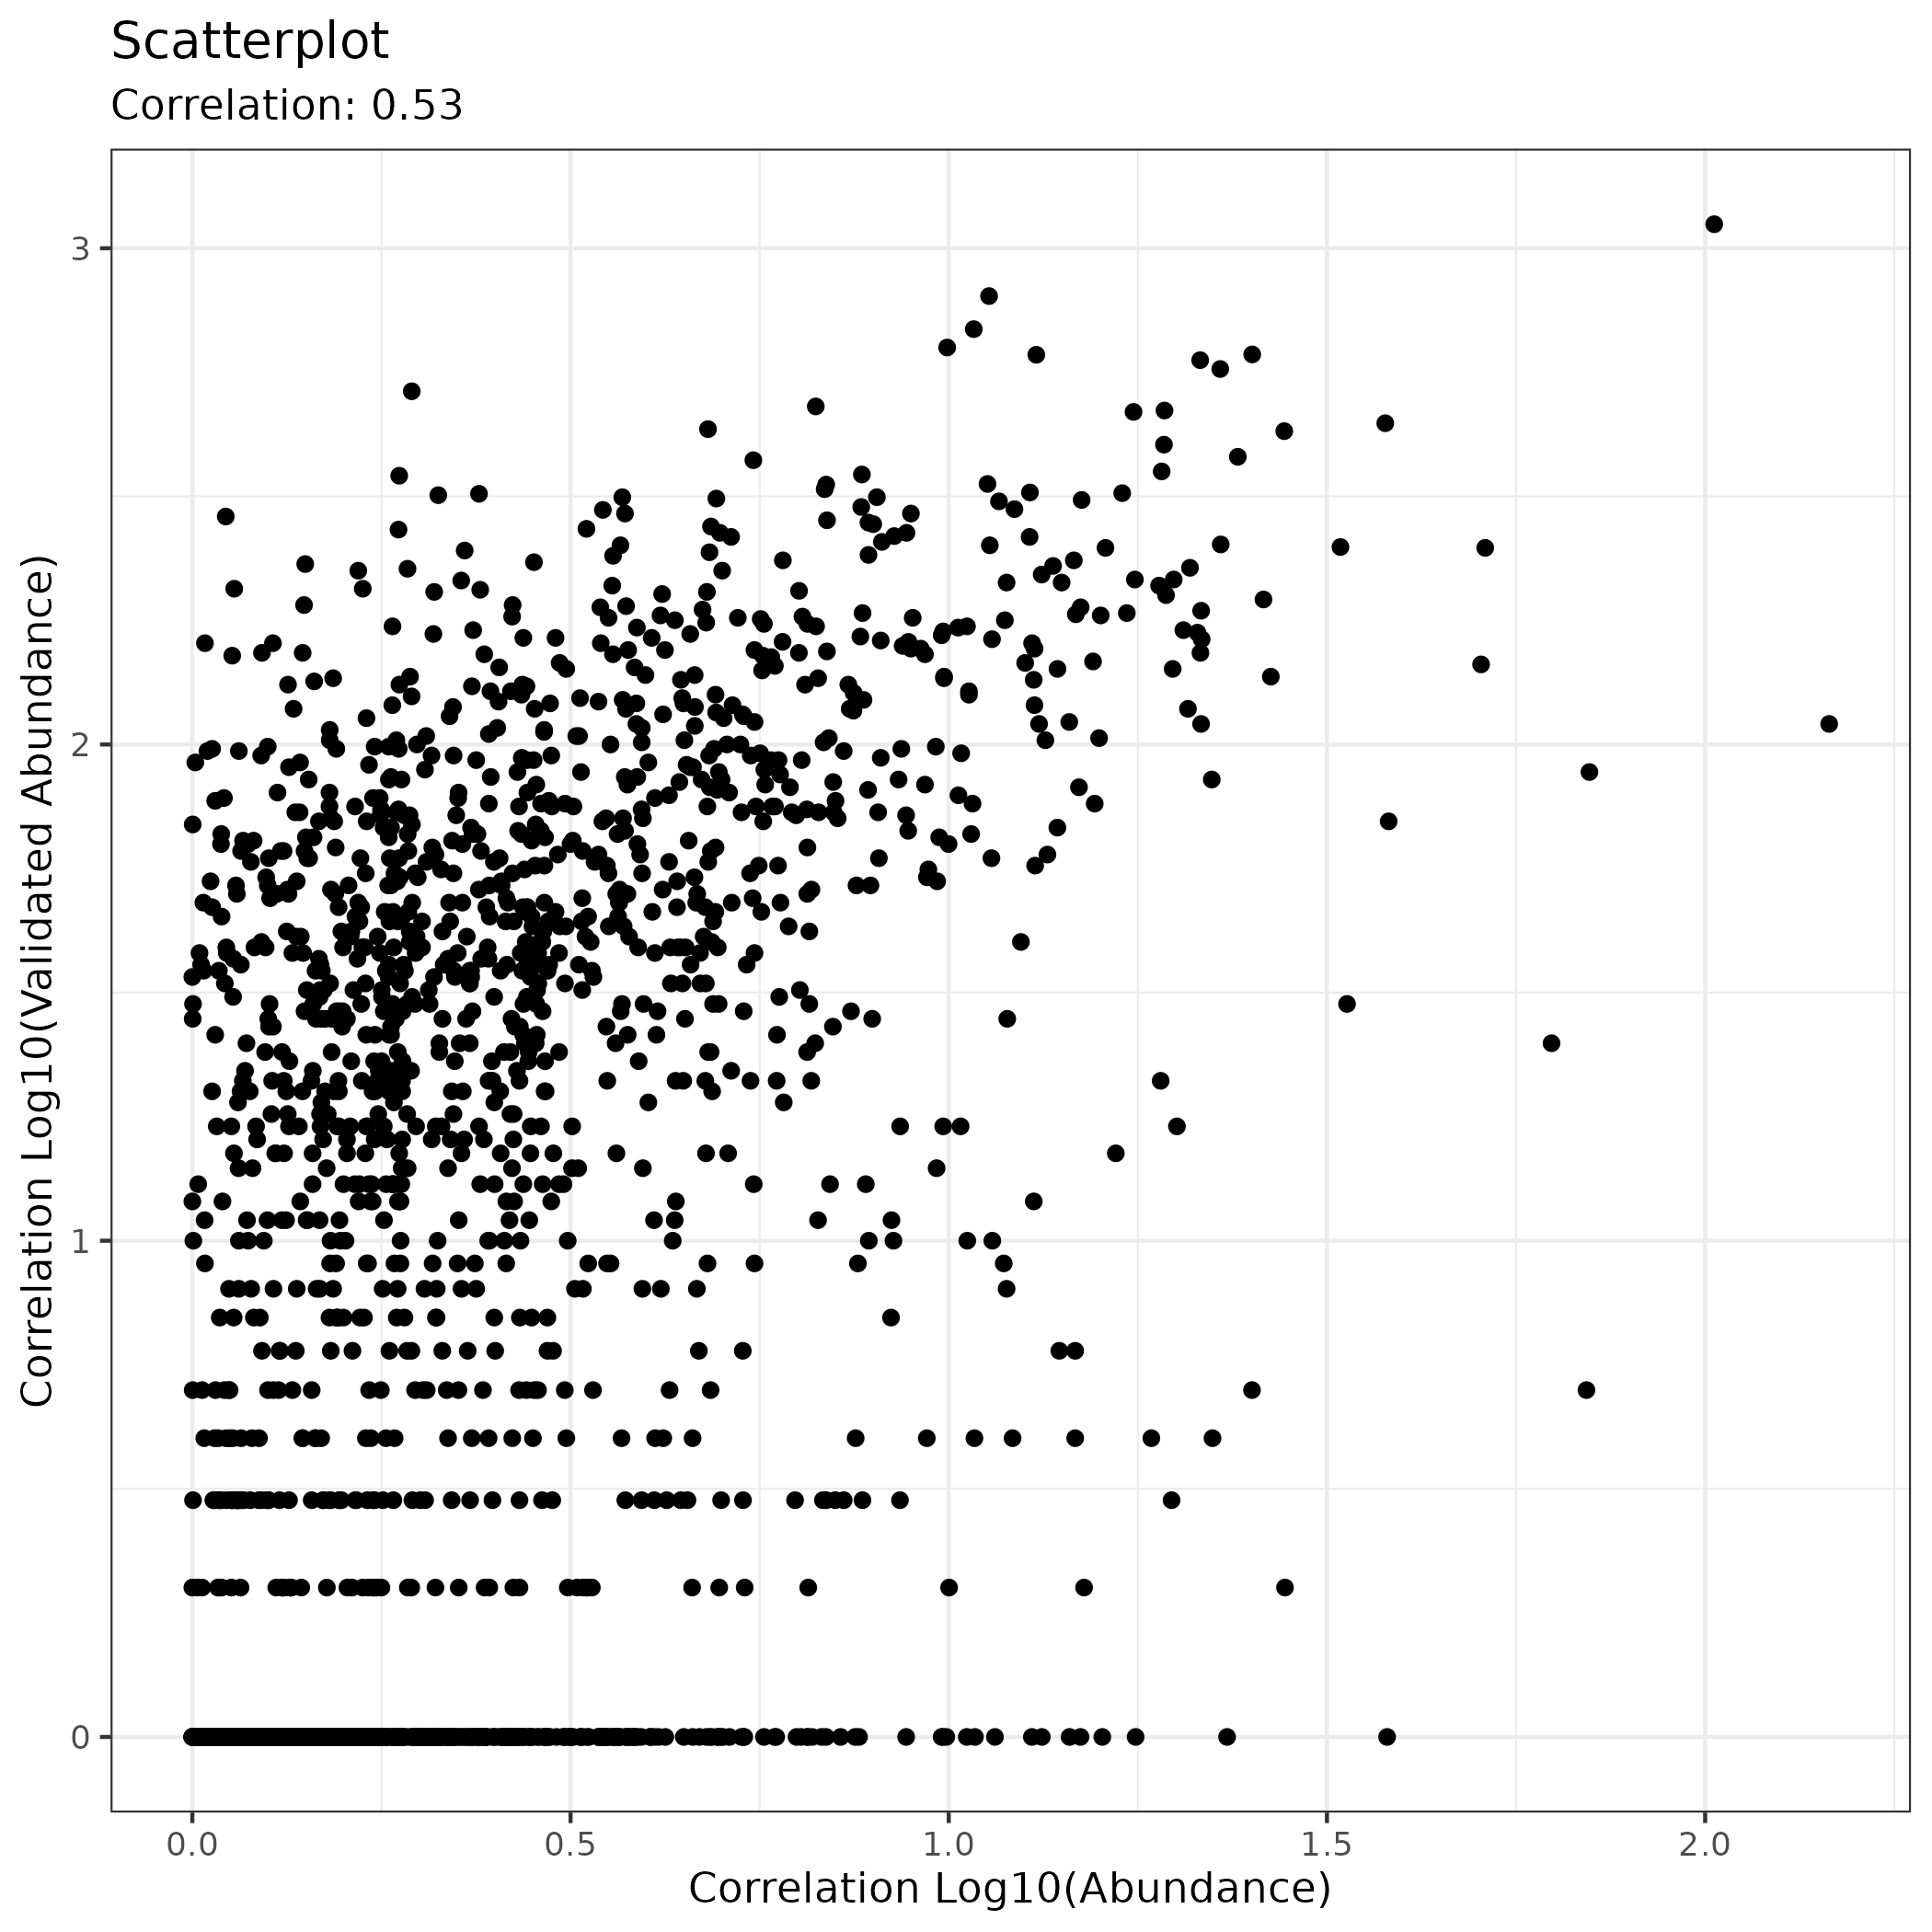 Scatterplot
Correlation: 0.53
Correlation Log10(Validated Abundance)
3
2
1
0
0.0 0.5 1.0 1.5 2.0
Correlation Log10(Abundance)